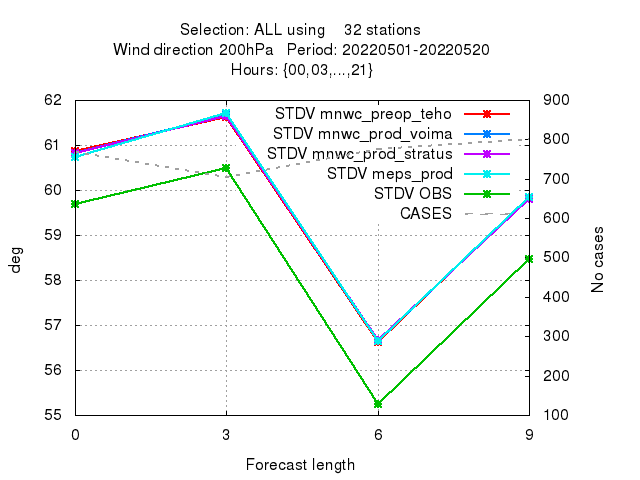 Selection: ALL using    32 stations
Wind direction 200hPa   Period: 20220501-20220520
Hours: {00,03,...,21}
62 900
STDV mnwc_preop_teho
STDV mnwc_prod_voima
61 800
STDV mnwc_prod_stratus
STDV meps_prod
700
60
STDV OBS
CASES
600
59
deg
No cases
500
58
400
57
300
56
200
55 100
0 3 6 9
Forecast length